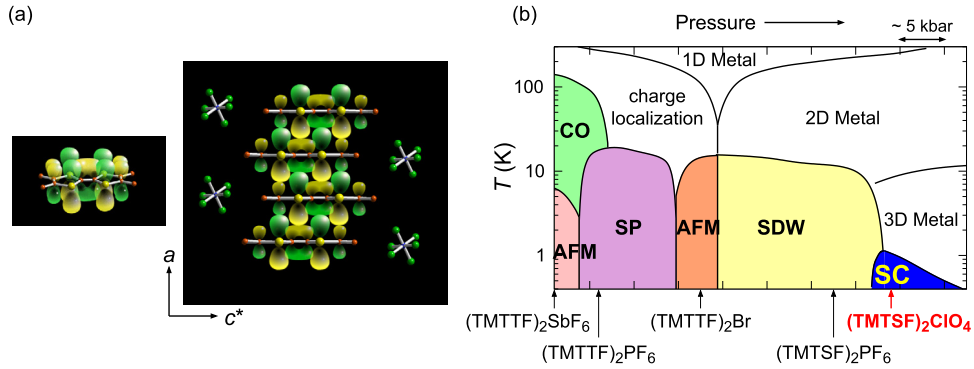 (a)
a
c*
(b)
Pressure
~ 5 kbar
T (K)
100
10
1
1D Metal
charge
localization
2D Metal
3D Metal
CO
AFM
SP
AFM
SDW
SC
(TMTTF)₂SbF₆
(TMTTF)₂PF₆
(TMTTF)₂Br
(TMTSF)₂PF₆
(TMTSF)₂ClO₄